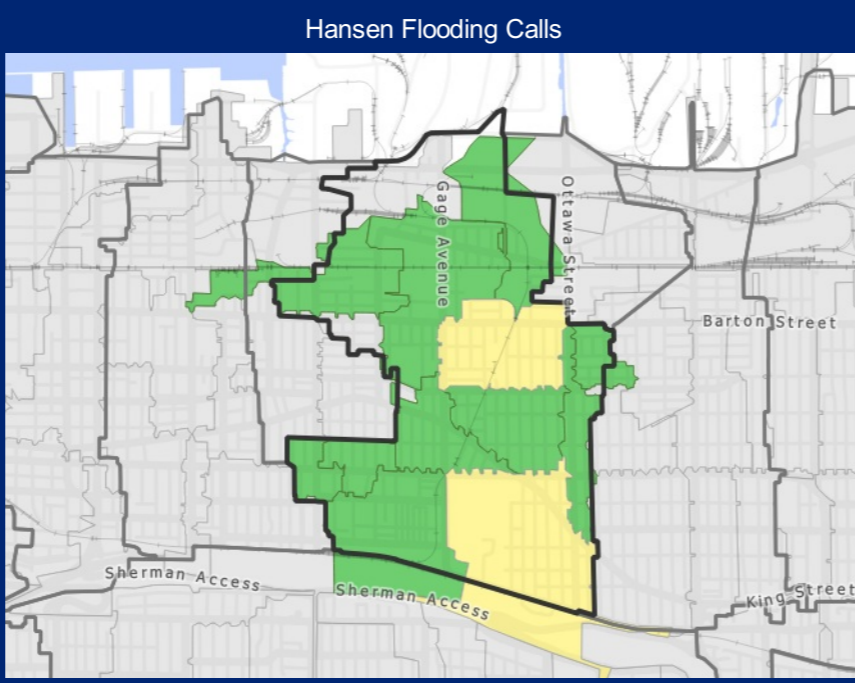 Hansen Flooding Calls
Gage Avenue
Ottawa Street
Barton Street
Sherman Access
Sherman Access
King Street